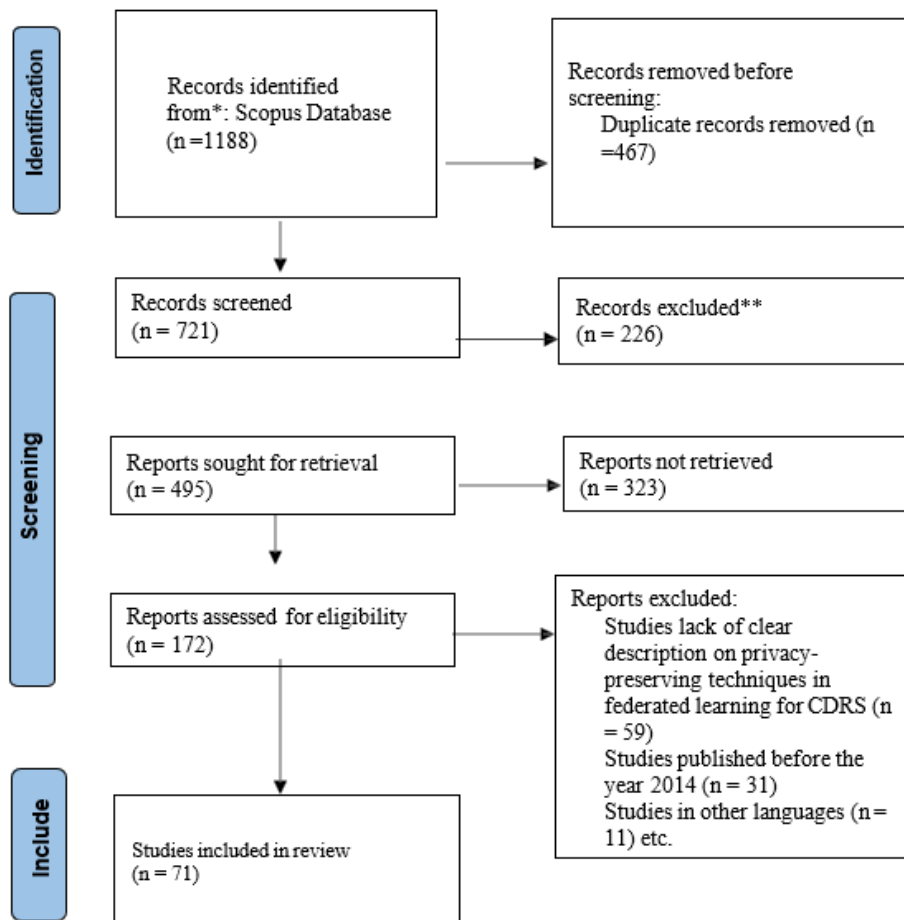 Identification
Records identified
from*: Scopus Database
(n =1188)
Records removed before
screening:
Duplicate records removed (n
=467)
Screening
Records screened
(n = 721)
Records excluded**
(n = 226)
Reports sought for retrieval
(n = 495)
Reports not retrieved
(n = 323)
Reports assessed for eligibility
(n = 172)
Reports excluded:
Studies lack of clear
description on privacy-
preserving techniques in
federated learning for CDRS (n
= 59)
Studies published before the
year 2014 (n = 31)
Studies in other languages (n =
11) etc.
Include
Studies included in review
(n = 71)